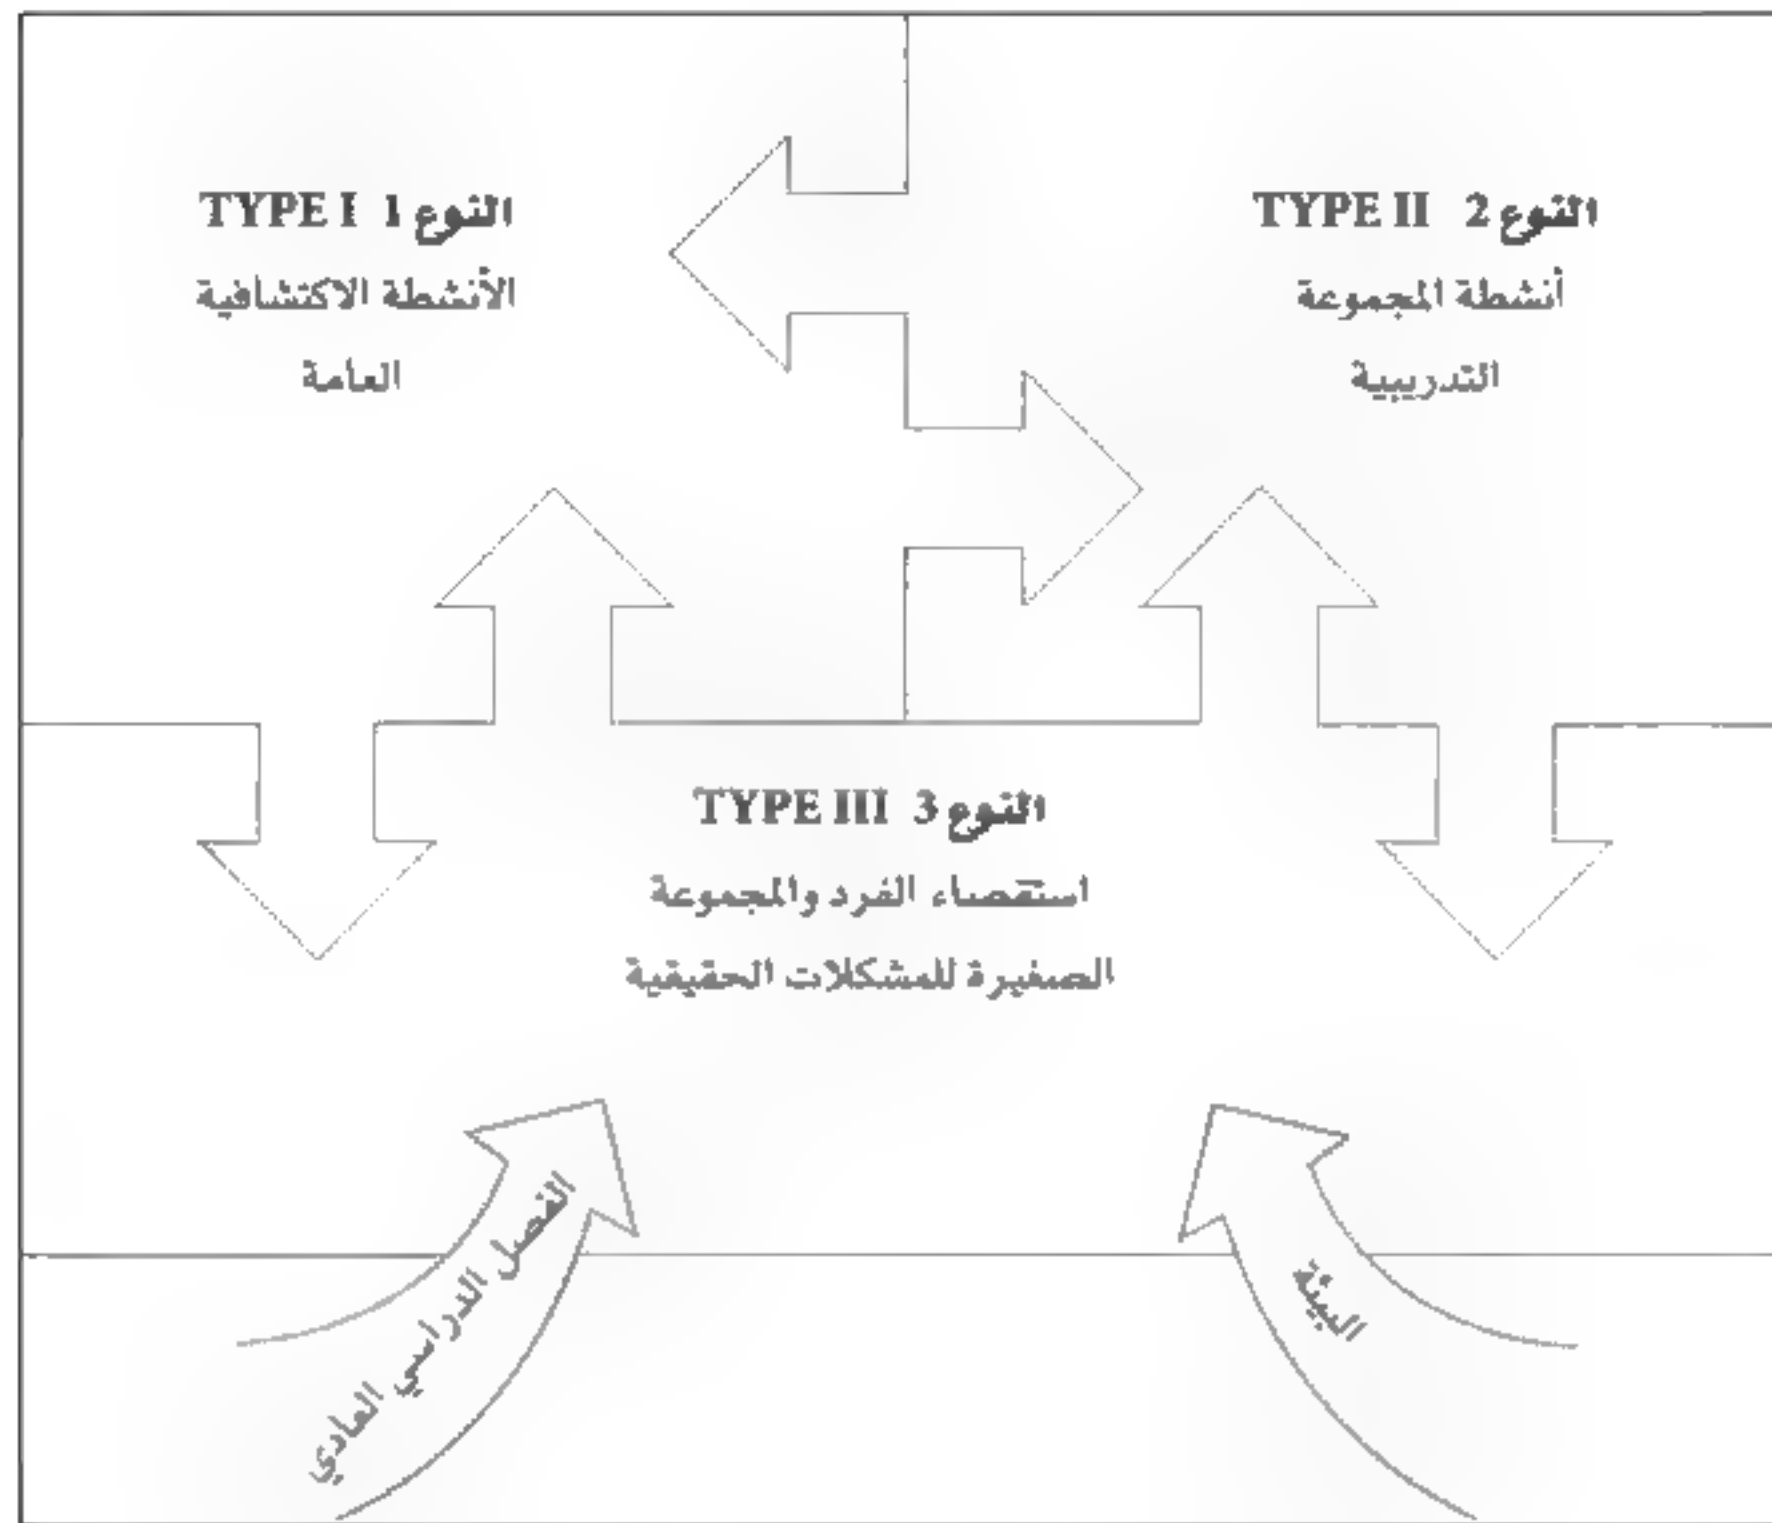 النوع 1 TYPE I
الأنشطة الاكتشافية
العامة
النوع 2 TYPE II
أنشطة المجموعة
التدريبية
النوع 3 TYPE III
استقصاء الفرد والمجموعة
الصغيرة للمشكلات الحقيقية
الفصل الدراسي العادي
البيئة